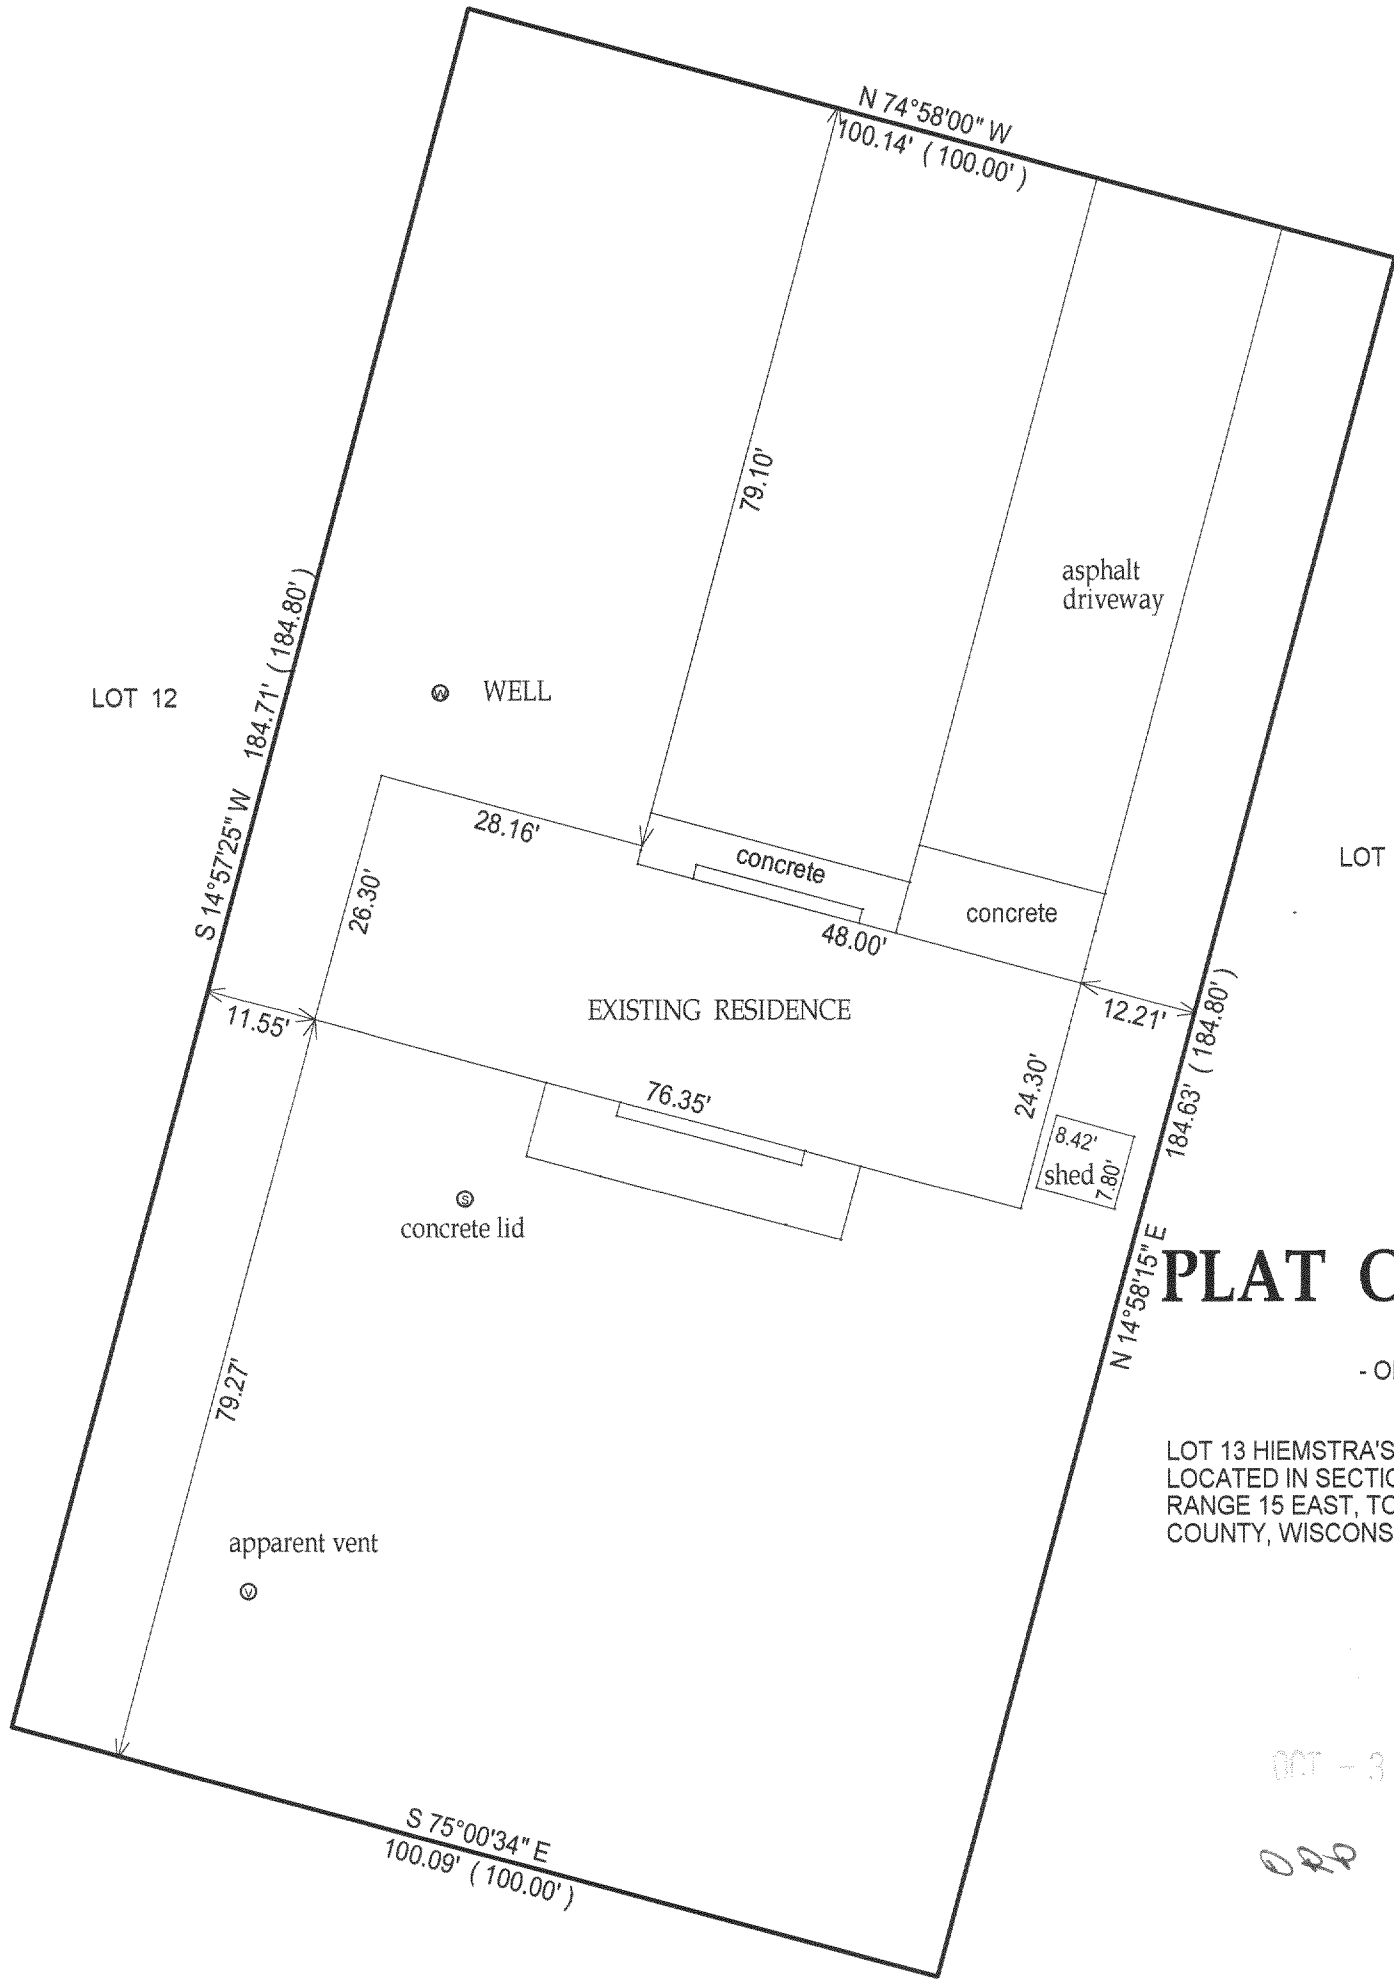 N 74°58'00" W
100.14' ( 100.00' )
79.10'
asphalt
driveway
LOT 12
S 14°57'25" W 184.71' ( 184.80' )
W WELL
28.16'
concrete
concrete
48.00'
LOT
26.30'
11.55'
EXISTING RESIDENCE
12.21'
76.35'
24.30'
8.42'
shed 7.80'
N 14°58'15" E 184.63' ( 184.80' )
S
concrete lid
PLAT
79.27'
LOT 13 HIEMSTRA'S
LOCATED IN
RANGE 15 EAST,
COUNTY,
apparent vent
V
OCT - 3
S 75°00'34" E
100.09' ( 100.00' )